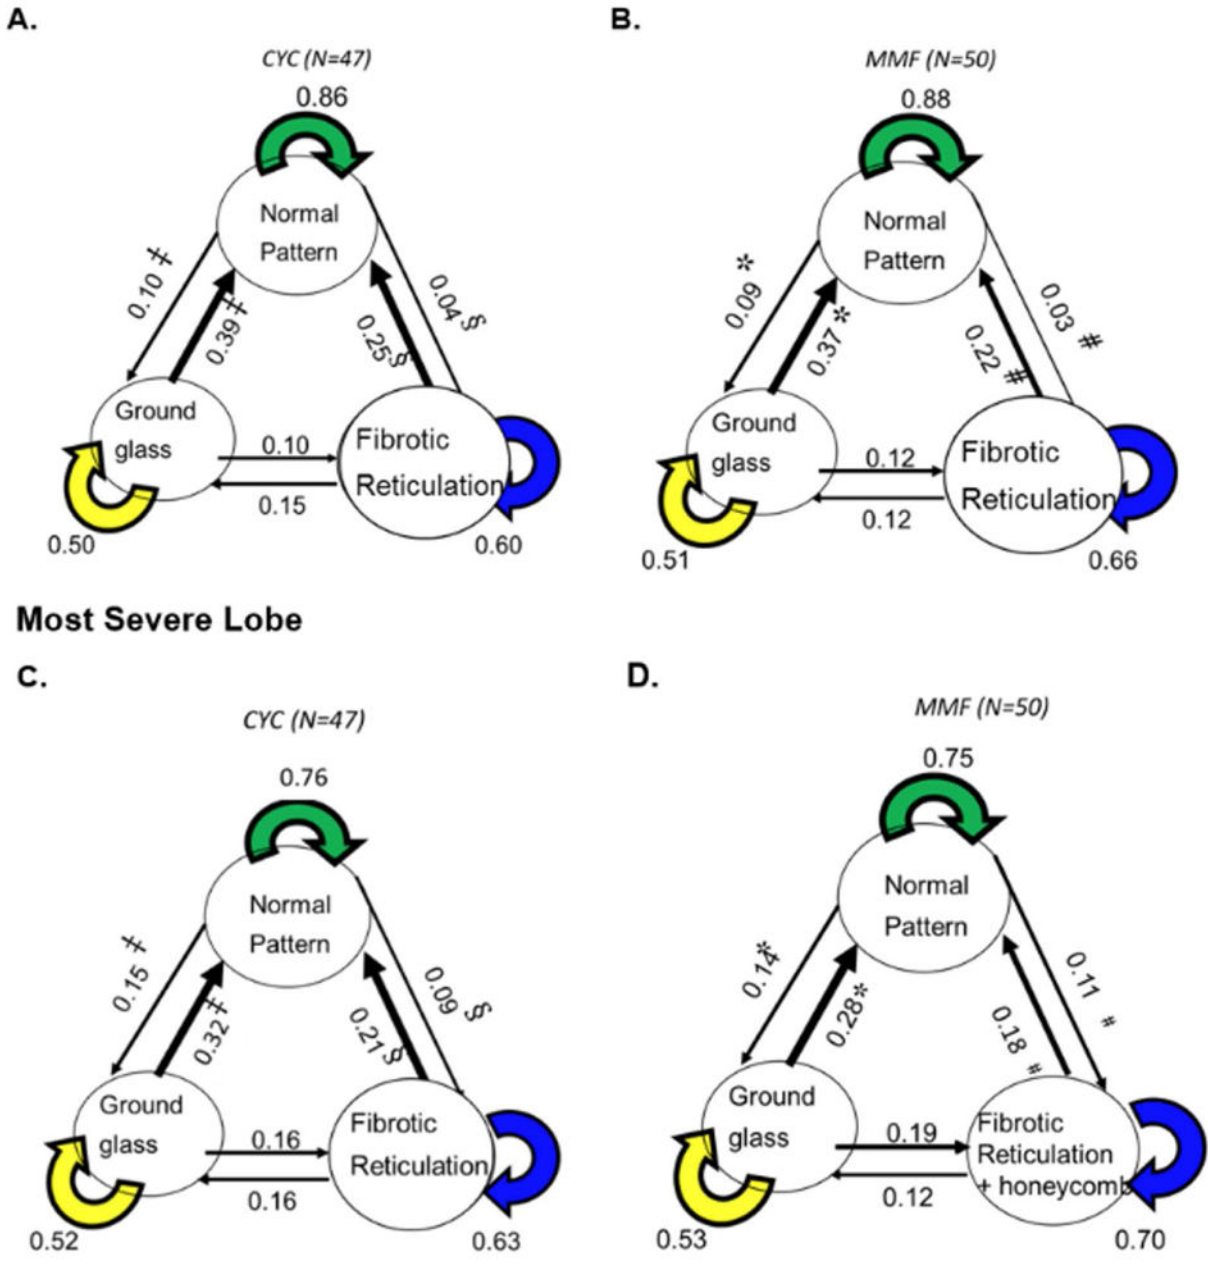 A.
CYC (N=47)
0.86
Normal
Pattern
0.10 ‡
0.39 ‡
0.25 §
0.04 §
Ground
glass
0.10
0.15
Fibrotic
Reticulation
0.50
0.60
B.
MMF (N=50)
0.88
Normal
Pattern
0.09 *
0.37 *
0.22 #
0.03 #
Ground
glass
0.12
0.12
Fibrotic
Reticulation
0.51
0.66
Most Severe Lobe
C.
CYC (N=47)
0.76
Normal
Pattern
0.15 ‡
0.32 ‡
0.21 §
0.09 §
Ground
glass
0.16
0.16
Fibrotic
Reticulation
0.52
0.63
D.
MMF (N=50)
0.75
Normal
Pattern
0.14*
0.28*
0.18 #
0.11 #
Ground
glass
0.19
0.12
Fibrotic
Reticulation
+ honeycomb
0.53
0.70